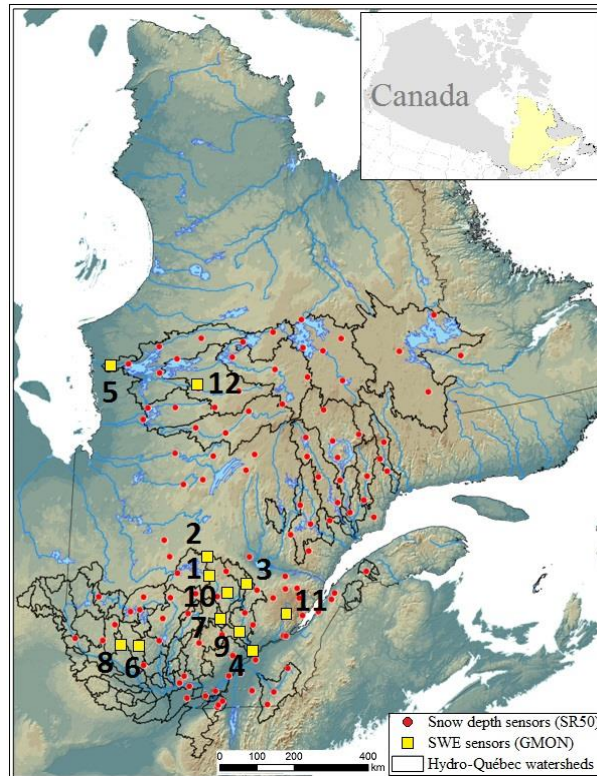 Canada
5
12
2
1
3
10
11
7
9
8
6
4
Snow depth sensors (SR50)
SWE sensors (GMON)
Hydro-Québec watersheds
0 100 200 400
km